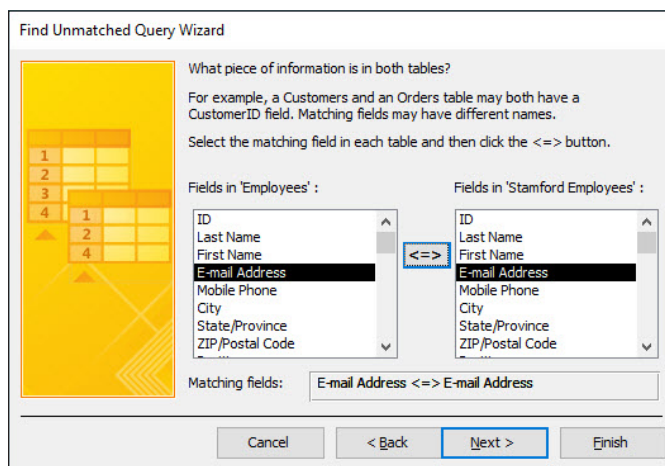 Find Unmatched Query Wizard
What piece of information is in both tables?
For example, a Customers and an Orders table may both have a
CustomerID field. Matching fields may have different names.
Select the matching field in each table and then click the <=> button.
1
2
3
4
1
2
4
Fields in 'Employees' :
ID
Last Name
First Name
E-mail Address
Mobile Phone
City
State/Province
ZIP/Postal Code
<=>
Fields in 'Stamford Employees' :
ID
Last Name
First Name
E-mail Address
Mobile Phone
City
State/Province
ZIP/Postal Code
Matching fields:
E-mail Address <=> E-mail Address
Cancel
< Back
Next >
Finish